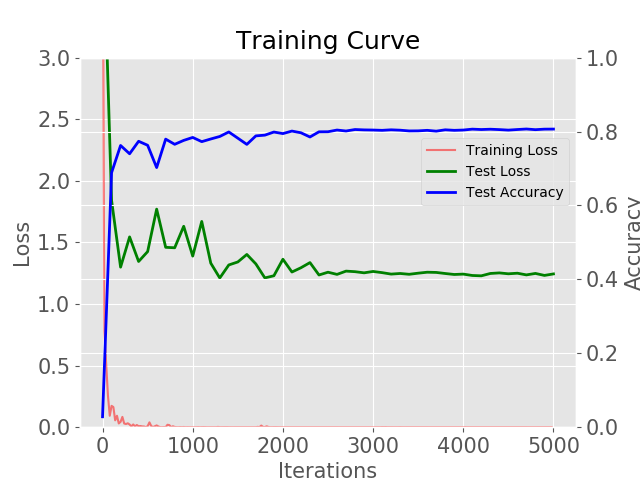 Training Curve
3.0
2.5
2.0
1.5
1.0
0.5
0.0
Loss
1.0
0.8
0.6
0.4
0.2
0.0
Accuracy
Training Loss
Test Loss
Test Accuracy
0
1000
2000
3000
4000
5000
Iterations